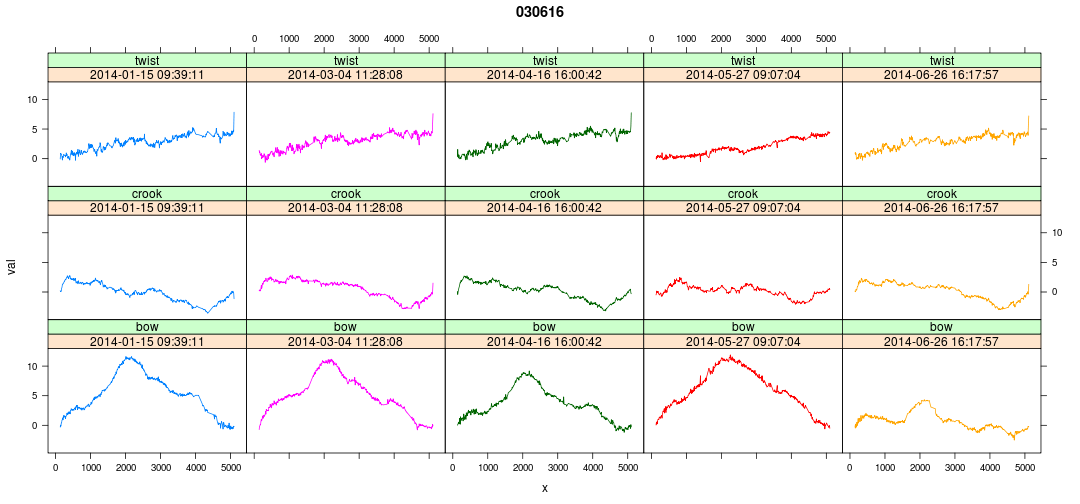 030616
0 1000 2000 3000 4000 5000 0 1000 2000 3000 4000 5000
twist twist twist twist twist
2014-01-15 09:39:11 2014-03-04 11:28:08 2014-04-16 16:00:42 2014-05-27 09:07:04 2014-06-26 16:17:57
10
5
0
crook crook crook crook crook
2014-01-15 09:39:11 2014-03-04 11:28:08 2014-04-16 16:00:42 2014-05-27 09:07:04 2014-06-26 16:17:57
10
5
0
val
bow bow bow bow bow
2014-01-15 09:39:11 2014-03-04 11:28:08 2014-04-16 16:00:42 2014-05-27 09:07:04 2014-06-26 16:17:57
10
5
0
0 1000 2000 3000 4000 5000 0 1000 2000 3000 4000 5000 0 1000 2000 3000 4000 5000
x